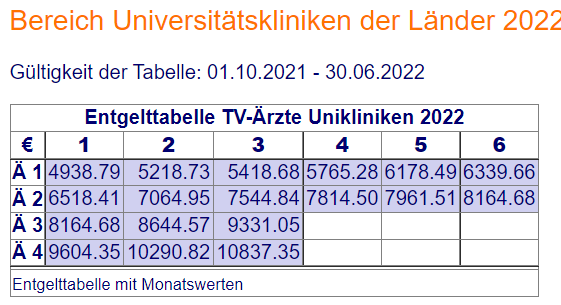 Bereich Universitätskliniken der Länder 2022
Gültigkeit der Tabelle: 01.10.2021 - 30.06.2022
Entgelttabelle TV-Ärzte Unikliniken 2022
€ 1 2 3 4 5 6
Ä 1 4938.79 5218.73 5418.68 5765.28 6178.49 6339.66
Ä 2 6518.41 7064.95 7544.84 7814.50 7961.51 8164.68
Ä 3 8164.68 8644.57 9331.05
Ä 4 9604.35 10290.82 10837.35
Entgelttabelle mit Monatswerten